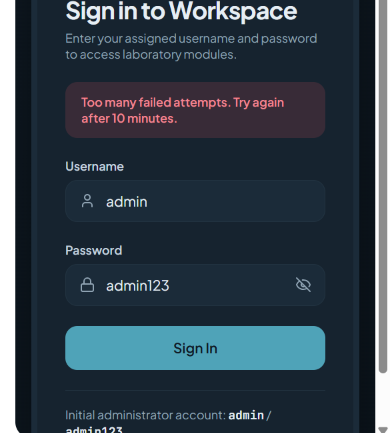 Sign in to Workspace
Enter your assigned username and password
to access laboratory modules.
Too many failed attempts. Try again
after 10 minutes.
Username
admin
Password
admin123
Sign In
Initial administrator account: admin /
admin123